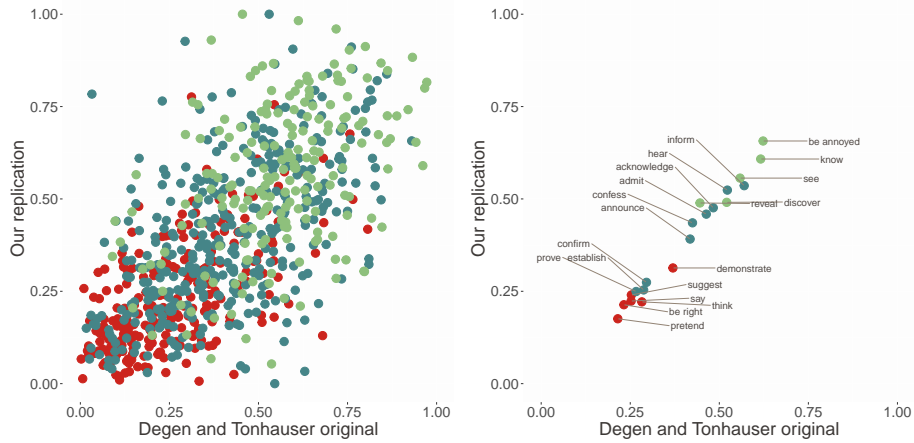 1.00
0.75
0.50
0.25
0.00
Our replication
0.00 0.25 0.50 0.75 1.00
Degen and Tonhauser original
1.00
0.75
0.50
0.25
0.00
Our replication
inform
be annoyed
hear
know
acknowledge
see
admit
confess
reveal
discover
announce
confirm
prove
establish
demonstrate
suggest
say
think
be right
pretend
0.00 0.25 0.50 0.75 1.00
Degen and Tonhauser original